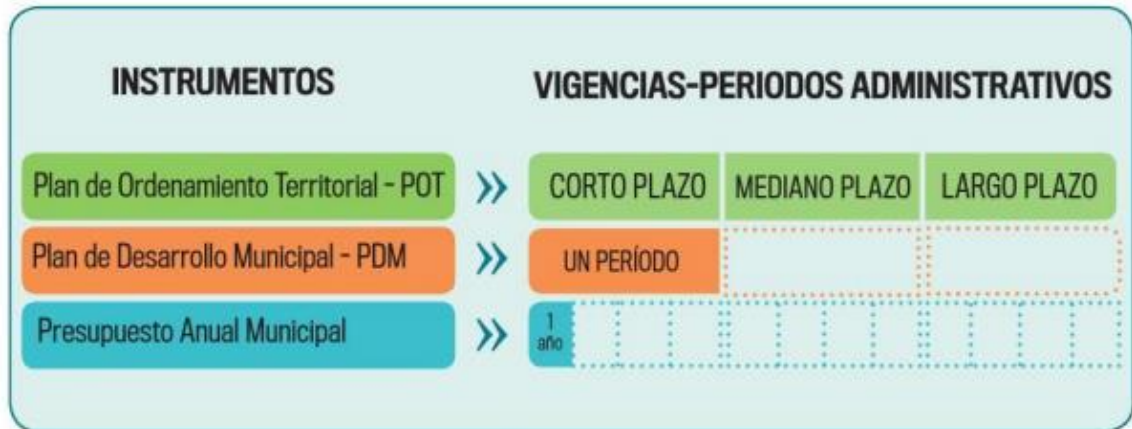 INSTRUMENTOS
VIGENCIAS-PERIODOS ADMINISTRATIVOS
Plan de Ordenamiento Territorial - POT » CORTO PLAZO MEDIANO PLAZO LARGO PLAZO
Plan de Desarrollo Municipal - PDM » UN PERÍODO
Presupuesto Anual Municipal » 1
año